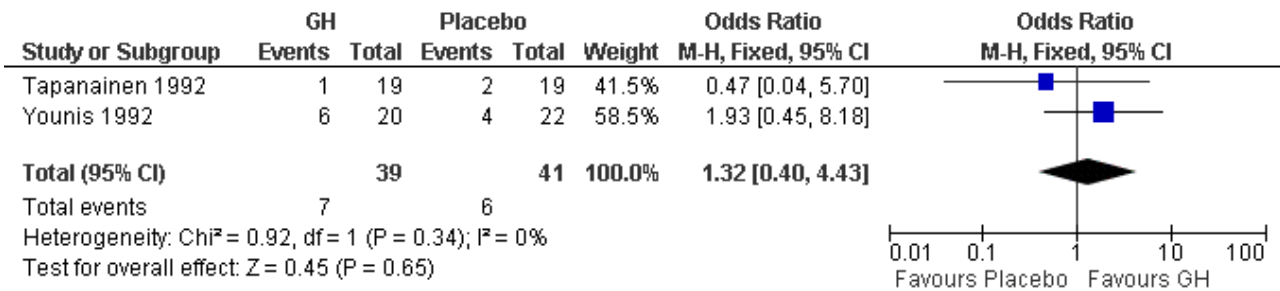 GH Placebo Odds Ratio Odds Ratio
Study or Subgroup Events Total Events Total Weight M-H, Fixed, 95% CI M-H, Fixed, 95% CI
Tapanainen 1992 1 19 2 19 41.5% 0.47 [0.04, 5.70]
Younis 1992 6 20 4 22 58.5% 1.93 [0.45, 8.18]
Total (95% CI) 39 41 100.0% 1.32 [0.40, 4.43]
Total events 7 6
Heterogeneity: Chi² = 0.92, df = 1 (P = 0.34); I² = 0%
Test for overall effect: Z = 0.45 (P = 0.65)
0.01 0.1 1 10 100
Favours Placebo Favours GH